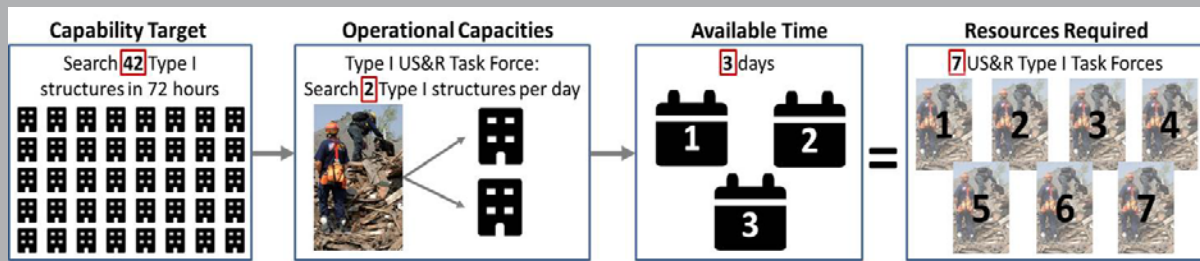 Capability Target
Search 42 Type I
structures in 72 hours
Operational Capacities
Type I US&R Task Force:
Search 2 Type I structures per day
Available Time
3 days
1
2
3
=
Resources Required
7 US&R Type I Task Forces
1 2 3 4
5 6 7